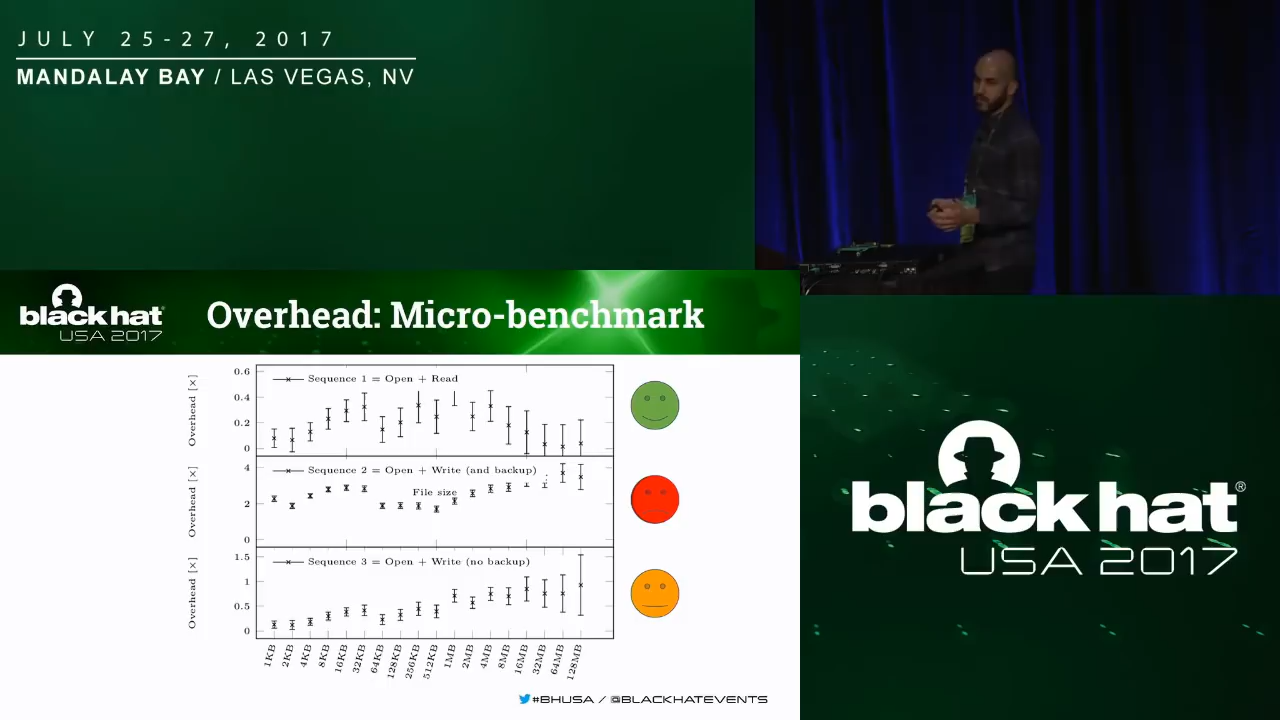 JULY 25-27, 2017
MANDALAY BAY / LAS VEGAS, NV
black hat
USA 2017
Overhead: Micro-benchmark
Overhead [×]
0.6
0.4
0.2
0
Sequence 1 = Open + Read
Overhead [×]
4
2
0
Sequence 2 = Open + Write (and backup)
File size
Overhead [×]
1.5
1
0.5
0
Sequence 3 = Open + Write (no backup)
1KB
2KB
4KB
8KB
16KB
32KB
64KB
128KB
256KB
512KB
1MB
2MB
4MB
8MB
16MB
32MB
64MB
128MB
#BHUSA / @BLACKHATEVENTS
black hat®
USA 2017